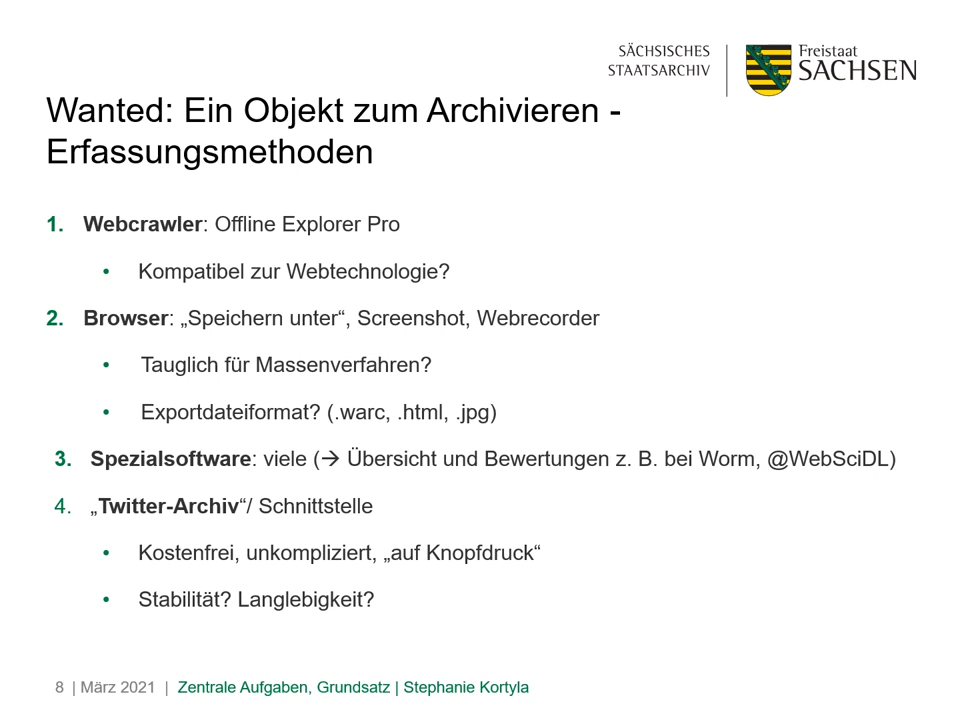 SÄCHSISCHES
STAATSARCHIV
Freistaat
SACHSEN
Wanted: Ein Objekt zum Archivieren -
Erfassungsmethoden
1. Webcrawler: Offline Explorer Pro
• Kompatibel zur Webtechnologie?
2. Browser: „Speichern unter“, Screenshot, Webrecorder
• Tauglich für Massenverfahren?
• Exportdateiformat? (.warc, .html, .jpg)
3. Spezialsoftware: viele (→ Übersicht und Bewertungen z. B. bei Worm, @WebSciDL)
4. „Twitter-Archiv“/ Schnittstelle
• Kostenfrei, unkompliziert, „auf Knopfdruck“
• Stabilität? Langlebigkeit?
8 | März 2021 | Zentrale Aufgaben, Grundsatz | Stephanie Kortyla